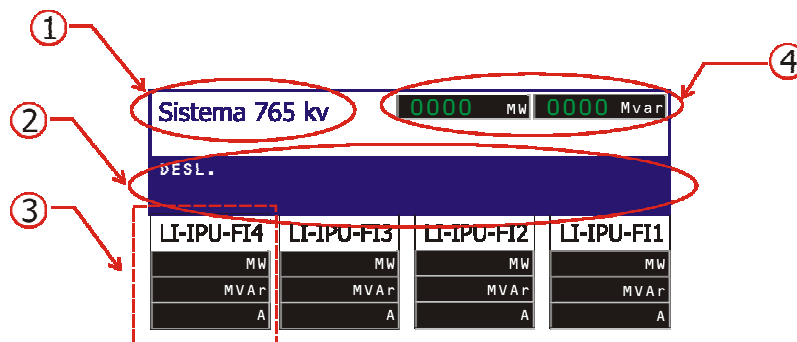 1
4
Sistema 765 kv
0000 MW 0000 Mvar
2
DESL.
3
LI-IPU-FI4 LI-IPU-FI3 LI-IPU-FI2 LI-IPU-FI1
MW MW MW MW
MVAr MVAr MVAr MVAr
A A A A